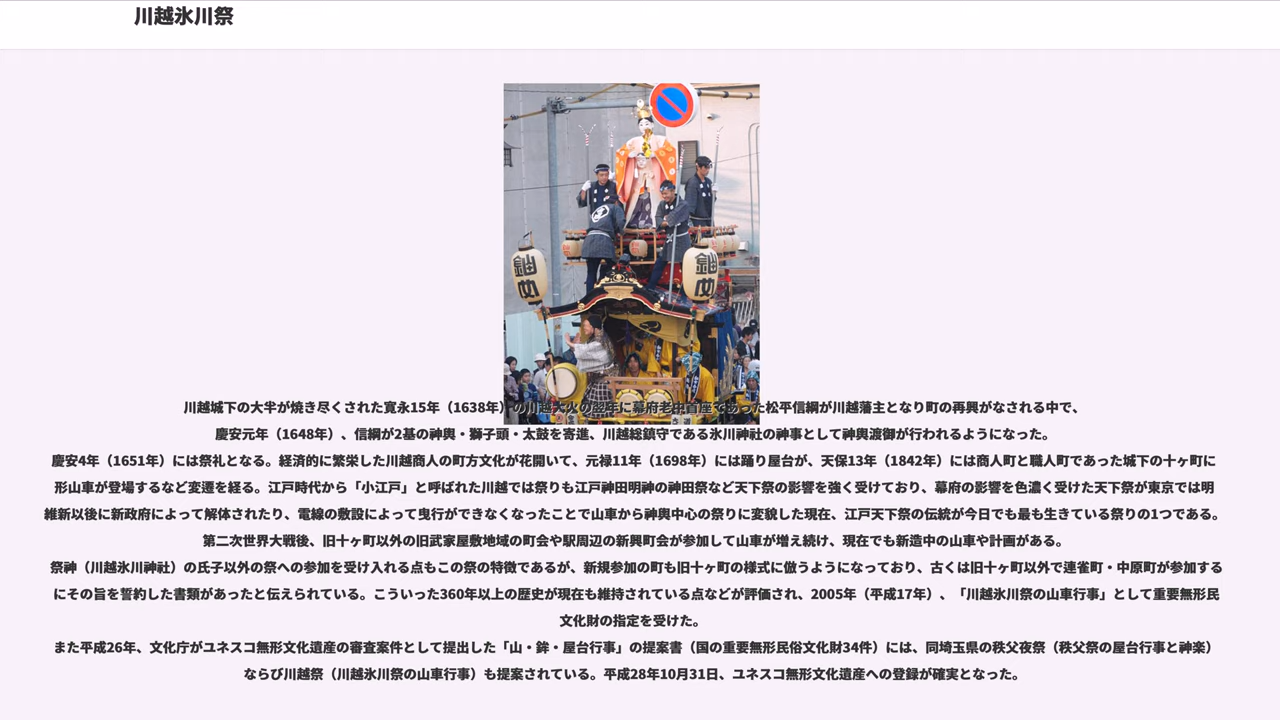 川越氷川祭
川越城下の大半が焼き尽くされた寛永15年（1638年）の川越大火の翌年に幕府老中首座であった松平信綱が川越藩主となり町の再興がなされる中で、
慶安元年（1648年）、信綱が2基の神輿・獅子頭・太鼓を寄進、川越総鎮守である氷川神社の神事として神輿渡御が行われるようになった。
慶安4年（1651年）には祭礼となる。経済的に繁栄した川越商人の町方文化が花開いて、元禄11年（1698年）には踊り屋台が、天保13年（1842年）には商人町と職人町であった城下の十ヶ町に
形山車が登場するなど変遷を経る。江戸時代から「小江戸」と呼ばれた川越では祭りも江戸神田明神の神田祭など天下祭の影響を強く受けており、幕府の影響を色濃く受けた天下祭が東京では明
維新以後に新政府によって解体されたり、電線の敷設によって曳行ができなくなったことで山車から神輿中心の祭りに変貌した現在、江戸天下祭の伝統が今日でも最も生きている祭りの1つである。
第二次世界大戦後、旧十ヶ町以外の旧武家屋敷地域の町会や駅周辺の新興町会が参加して山車が増え続け、現在でも新造中の山車や計画がある。
祭神（川越氷川神社）の氏子以外の祭への参加を受け入れる点もこの祭の特徴であるが、新規参加の町も旧十ヶ町の様式に倣うようになっており、古くは旧十ヶ町以外で連雀町・中原町が参加する
にその旨を誓約した書類があったと伝えられている。こういった360年以上の歴史が現在も維持されている点などが評価され、2005年（平成17年）、「川越氷川祭の山車行事」として重要無形民
文化財の指定を受けた。
また平成26年、文化庁がユネスコ無形文化遺産の審査案件として提出した「山・鉾・屋台行事」の提案書（国の重要無形民俗文化財34件）には、同埼玉県の秩父夜祭（秩父祭の屋台行事と神楽）
ならび川越祭（川越氷川祭の山車行事）も提案されている。平成28年10月31日、ユネスコ無形文化遺産への登録が確実となった。